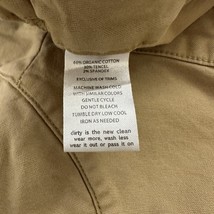 68% ORGANIC COTTON
30% TENCEL
2% SPANDEX
EXCLUSIVE OF TRIMS
MACHINE WASH COLD
WITH SIMILAR COLORS
GENTLE CYCLE
DO NOT BLEACH
TUMBLE DRY LOW COOL
IRON AS NEEDED
dirty is the new clean
wear more, wash less
wear it out or pass it on